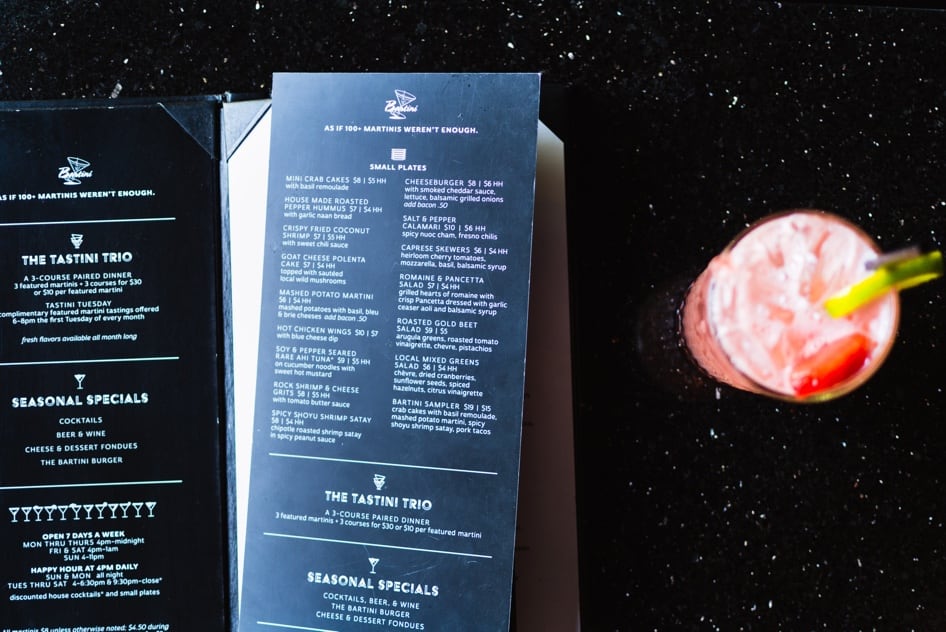 Bartini
AS IF 100+ MARTINIS WEREN'T ENOUGH.
THE TASTINI TRIO
A 3-COURSE PAIRED DINNER
3 featured martinis + 3 courses for $30
or $10 per featured martini
TASTINI TUESDAY
complimentary featured martini tastings offered
6-8pm the first Tuesday of every month
fresh flavors available all month long
SEASONAL SPECIALS
COCKTAILS
BEER & WINE
CHEESE & DESSERT FONDUES
THE BARTINI BURGER
OPEN 7 DAYS A WEEK
MON THRU THURS 4pm-midnight
FRI & SAT 4pm-1am
SUN 4-11pm
HAPPY HOUR AT 4PM DAILY
SUN & MON all night
TUES THRU SAT 4-6:30pm & 9:30pm-close*
discounted house cocktails* and small plates
All martinis $8 unless otherwise noted: $4.50 during
Bartini
AS IF 100+ MARTINIS WEREN'T ENOUGH.
SMALL PLATES
MINI CRAB CAKES $8 | $5 HH
with basil remoulade
HOUSE MADE ROASTED
PEPPER HUMMUS $7 | $4 HH
with garlic naan bread
CRISPY FRIED COCONUT
SHRIMP $7 | $5 HH
with sweet chili sauce
GOAT CHEESE POLENTA
CAKE $7 | $4 HH
topped with sautéed
local wild mushrooms
MASHED POTATO MARTINI
$6 | $4 HH
mashed potatoes with basil, bleu
& brie cheeses add bacon .50
HOT CHICKEN WINGS $10 | $7
with blue cheese dip
SOY & PEPPER SEARED
RARE AHI TUNA* $9 | $5 HH
on cucumber noodles with
sweet hot mustard
ROCK SHRIMP & CHEESE
GRITS $8 | $5 HH
with tomato butter sauce
SPICY SHOYU SHRIMP SATAY
$8 | $4 HH
chipotle roasted shrimp satay
in spicy peanut sauce
CHEESEBURGER $8 | $6 HH
with smoked cheddar sauce,
lettuce, balsamic grilled onions
add bacon .50
SALT & PEPPER
CALAMARI $10 | $6 HH
spicy nuoc cham, fresno chilis
CAPRESE SKEWERS $6 | $4 HH
heirloom cherry tomatoes,
mozzarella, basil, balsamic syrup
ROMAINE & PANCETTA
SALAD $7 | $4 HH
grilled hearts of romaine with
crisp Pancetta dressed with garlic
ceaser aoli and balsamic syrup
ROASTED GOLD BEET
SALAD $9 | $5
arugula greens, roasted tomato
vinaigrette, chevre, pistachios
LOCAL MIXED GREENS
SALAD $6 | $4 HH
chèvre, dried cranberries,
sunflower seeds, spiced
hazelnuts, citrus vinaigrette
BARTINI SAMPLER $19 | $15
crab cakes with basil remoulade,
mashed potato martini, spicy
shoyu shrimp satay, pork tacos
THE TASTINI TRIO
A 3-COURSE PAIRED DINNER
3 featured martinis + 3 courses for $30 or $10 per featured martini
SEASONAL SPECIALS
COCKTAILS, BEER, & WINE
THE BARTINI BURGER
CHEESE & DESSERT FONDUES